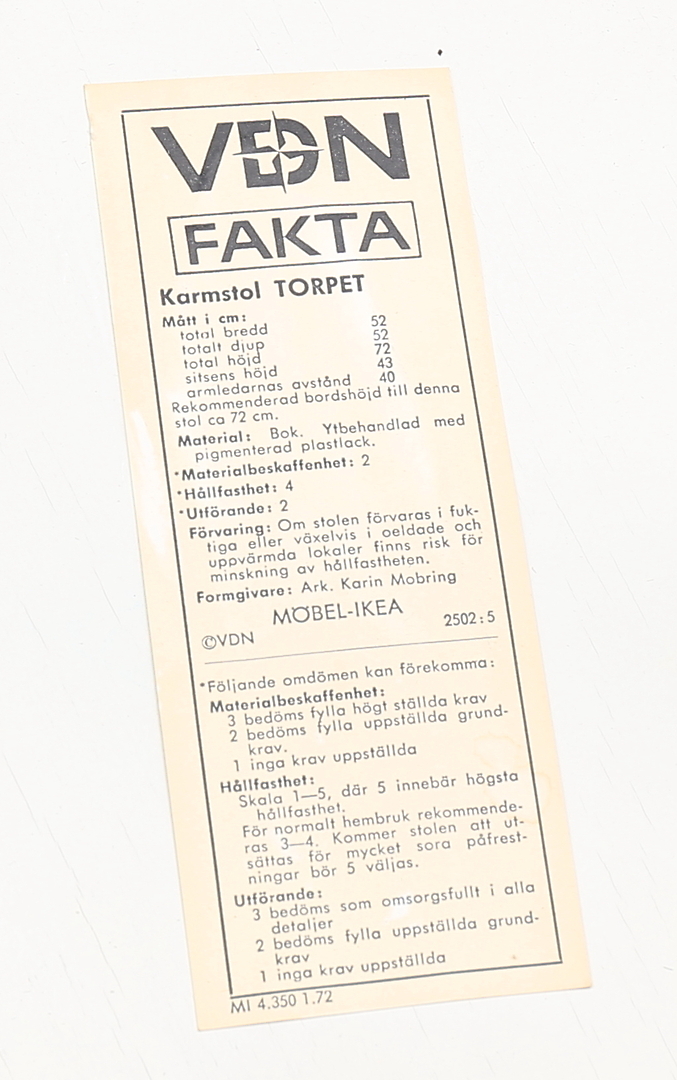 VDN
FAKTA
Karmstol TORPET
Mått i cm:
total bredd 52
totalt djup 52
total höjd 72
sitsens höjd 43
armledarnas avstånd 40
Rekommenderad bordshöjd till denna
stol ca 72 cm.
Material: Bok. Ytbehandlad med
pigmenterad plastlack.
*Materialbeskaffenhet: 2
*Hållfasthet: 4
*Utförande: 2
Förvaring: Om stolen förvaras i fuk-
tiga eller växelvis i oeldade och
uppvärmda lokaler finns risk för
minskning av hållfastheten.
Formgivare: Ark. Karin Mobring
MÖBEL-IKEA
©VDN 2502:5
*Följande omdömen kan förekomma:
Materialbeskaffenhet:
3 bedöms fylla högt ställda krav
2 bedöms fylla uppställda grund-
krav.
1 inga krav uppställda
Hållfasthet:
Skala 1—5, där 5 innebär högsta
hållfasthet.
För normalt hembruk rekommende-
ras 3—4. Kommer stolen att ut-
sättas för mycket sora påfrest-
ningar bör 5 väljas.
Utförande:
3 bedöms som omsorgsfullt i alla
detaljer
2 bedöms fylla uppställda grund-
krav
1 inga krav uppställda
MI 4.350 1.72